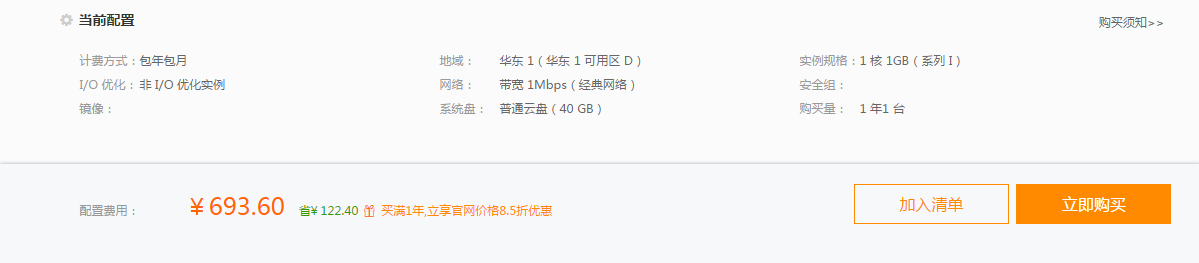 当前配置
购买须知>>
计费方式：包年包月
地域： 华东 1（华东 1 可用区 D）
实例规格：1 核 1GB（系列 I）
I/O 优化：非 I/O 优化实例
网络： 带宽 1Mbps（经典网络）
安全组：
镜像：
系统盘： 普通云盘（40 GB）
购买量： 1 年1 台
配置费用：
¥ 693.60
省¥ 122.40
买满1年,立享官网价格8.5折优惠
加入清单
立即购买